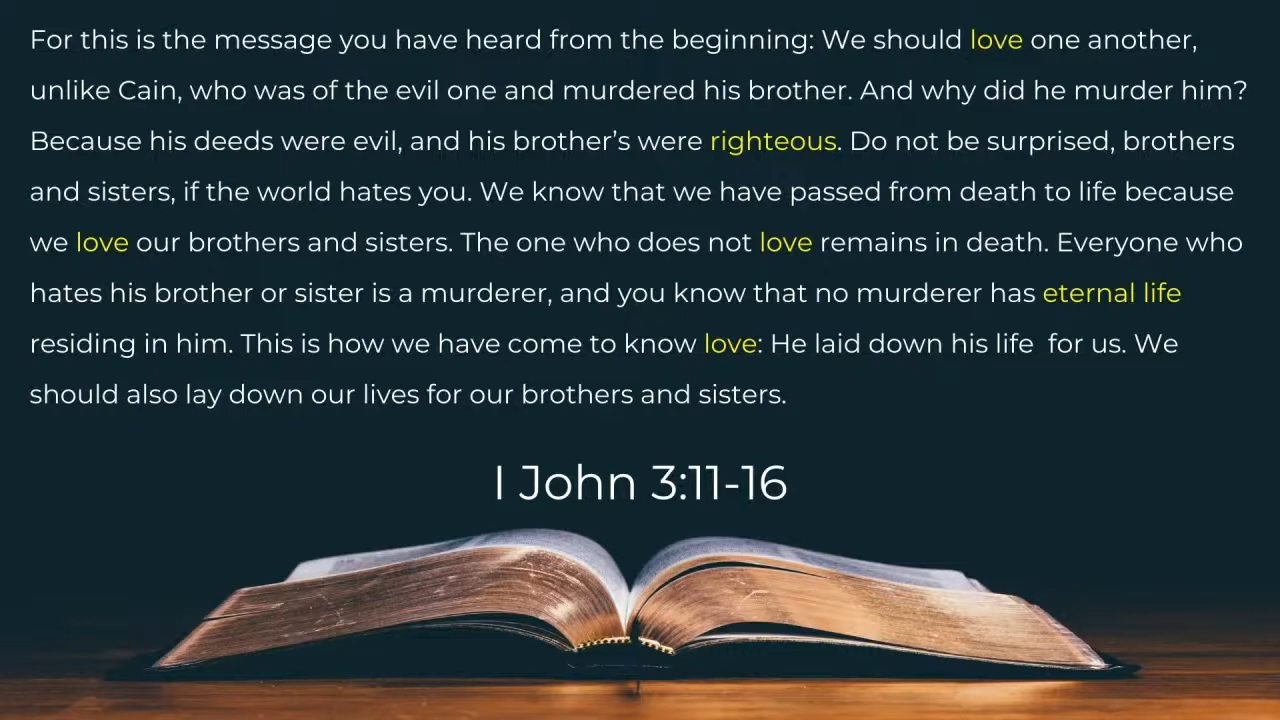 For this is the message you have heard from the beginning: We should love one another,
unlike Cain, who was of the evil one and murdered his brother. And why did he murder him?
Because his deeds were evil, and his brother’s were righteous. Do not be surprised, brothers
and sisters, if the world hates you. We know that we have passed from death to life because
we love our brothers and sisters. The one who does not love remains in death. Everyone who
hates his brother or sister is a murderer, and you know that no murderer has eternal life
residing in him. This is how we have come to know love: He laid down his life  for us. We
should also lay down our lives for our brothers and sisters.
I John 3:11-16